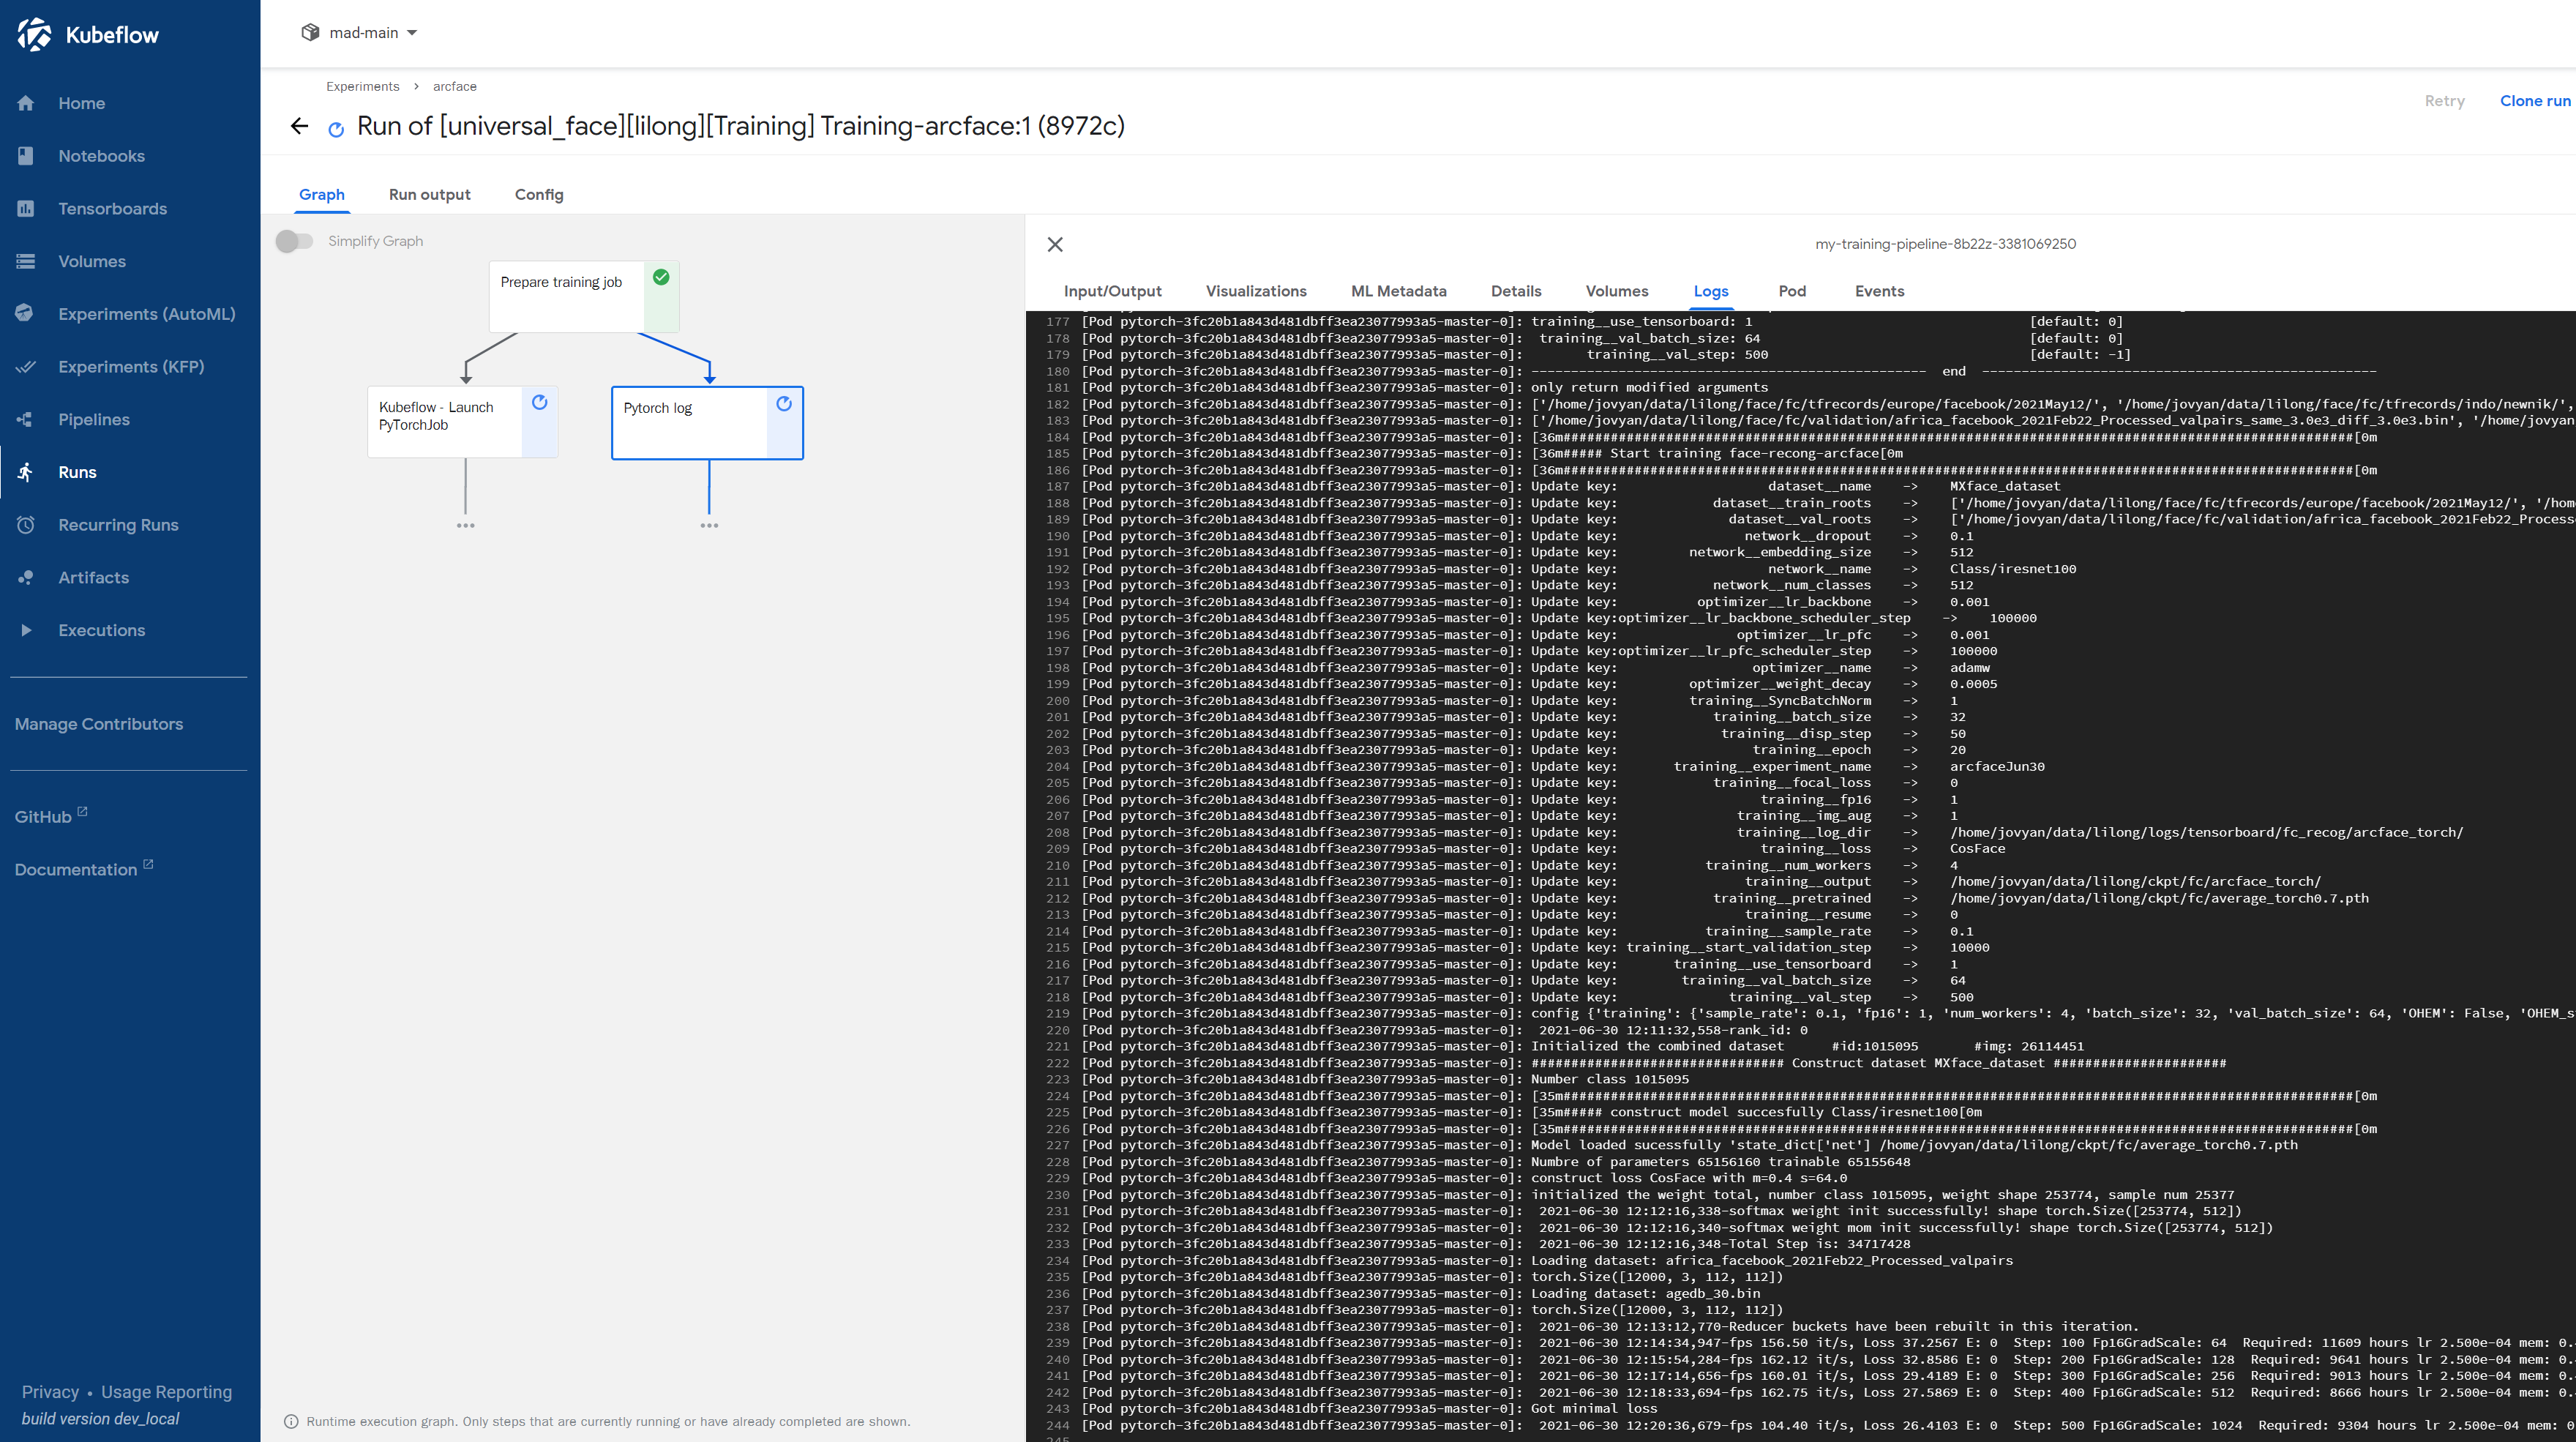 Kubeflow
Home
Notebooks
Tensorboards
Volumes
Experiments (AutoML)
Experiments (KFP)
Pipelines
Runs
Recurring Runs
Artifacts
Executions
Manage Contributors
GitHub
Documentation
Privacy • Usage Reporting
build version dev_local
mad-main
Experiments > arcface
Run of [universal_face][lilong][Training] Training-arcface:1 (8972c)
Retry Clone run
Graph Run output Config
Simplify Graph
Prepare training job
Kubeflow - Launch
PyTorchJob
Pytorch log
Runtime execution graph. Only steps that are currently running or have already completed are shown.
my-training-pipeline-8b22z-3381069250
Input/Output Visualizations ML Metadata Details Volumes Logs Pod Events
177 [Pod pytorch-3fc20b1a843d481dbff3ea23077993a5-master-0]: training__use_tensorboard: 1 [default: 0]
178 [Pod pytorch-3fc20b1a843d481dbff3ea23077993a5-master-0]: training__val_batch_size: 64 [default: 0]
179 [Pod pytorch-3fc20b1a843d481dbff3ea23077993a5-master-0]: training__val_step: 500 [default: -1]
180 [Pod pytorch-3fc20b1a843d481dbff3ea23077993a5-master-0]: -------------------------------------------------- end --------------------------------------------------
181 [Pod pytorch-3fc20b1a843d481dbff3ea23077993a5-master-0]: only return modified arguments
182 [Pod pytorch-3fc20b1a843d481dbff3ea23077993a5-master-0]: ['/home/jovyan/data/lilong/face/fc/tfrecords/europe/facebook/2021May12/', '/home/jovyan/data/lilong/face/fc/tfrecords/indo/newnik/',
183 [Pod pytorch-3fc20b1a843d481dbff3ea23077993a5-master-0]: ['/home/jovyan/data/lilong/face/fc/validation/africa_facebook_2021Feb22_Processed_valpairs_same_3.0e3_diff_3.0e3.bin', '/home/jovyan
184 [Pod pytorch-3fc20b1a843d481dbff3ea23077993a5-master-0]: [36m####################################################################################################[0m
185 [Pod pytorch-3fc20b1a843d481dbff3ea23077993a5-master-0]: [36m##### Start training face-recong-arcface[0m
186 [Pod pytorch-3fc20b1a843d481dbff3ea23077993a5-master-0]: [36m####################################################################################################[0m
187 [Pod pytorch-3fc20b1a843d481dbff3ea23077993a5-master-0]: Update key: dataset__name -> MXface_dataset
188 [Pod pytorch-3fc20b1a843d481dbff3ea23077993a5-master-0]: Update key: dataset__train_roots -> ['/home/jovyan/data/lilong/face/fc/tfrecords/europe/facebook/2021May12/', '/hom
189 [Pod pytorch-3fc20b1a843d481dbff3ea23077993a5-master-0]: Update key: dataset__val_roots -> ['/home/jovyan/data/lilong/face/fc/validation/africa_facebook_2021Feb22_Process
190 [Pod pytorch-3fc20b1a843d481dbff3ea23077993a5-master-0]: Update key: network__dropout -> 0.1
191 [Pod pytorch-3fc20b1a843d481dbff3ea23077993a5-master-0]: Update key: network__embedding_size -> 512
192 [Pod pytorch-3fc20b1a843d481dbff3ea23077993a5-master-0]: Update key: network__name -> Class/iresnet100
193 [Pod pytorch-3fc20b1a843d481dbff3ea23077993a5-master-0]: Update key: network__num_classes -> 512
194 [Pod pytorch-3fc20b1a843d481dbff3ea23077993a5-master-0]: Update key: optimizer__lr_backbone -> 0.001
195 [Pod pytorch-3fc20b1a843d481dbff3ea23077993a5-master-0]: Update key:optimizer__lr_backbone_scheduler_step -> 100000
196 [Pod pytorch-3fc20b1a843d481dbff3ea23077993a5-master-0]: Update key: optimizer__lr_pfc -> 0.001
197 [Pod pytorch-3fc20b1a843d481dbff3ea23077993a5-master-0]: Update key:optimizer__lr_pfc_scheduler_step -> 100000
198 [Pod pytorch-3fc20b1a843d481dbff3ea23077993a5-master-0]: Update key: optimizer__name -> adamw
199 [Pod pytorch-3fc20b1a843d481dbff3ea23077993a5-master-0]: Update key: optimizer__weight_decay -> 0.0005
200 [Pod pytorch-3fc20b1a843d481dbff3ea23077993a5-master-0]: Update key: training__SyncBatchNorm -> 1
201 [Pod pytorch-3fc20b1a843d481dbff3ea23077993a5-master-0]: Update key: training__batch_size -> 32
202 [Pod pytorch-3fc20b1a843d481dbff3ea23077993a5-master-0]: Update key: training__disp_step -> 50
203 [Pod pytorch-3fc20b1a843d481dbff3ea23077993a5-master-0]: Update key: training__epoch -> 20
204 [Pod pytorch-3fc20b1a843d481dbff3ea23077993a5-master-0]: Update key: training__experiment_name -> arcfaceJun30
205 [Pod pytorch-3fc20b1a843d481dbff3ea23077993a5-master-0]: Update key: training__focal_loss -> 0
206 [Pod pytorch-3fc20b1a843d481dbff3ea23077993a5-master-0]: Update key: training__fp16 -> 1
207 [Pod pytorch-3fc20b1a843d481dbff3ea23077993a5-master-0]: Update key: training__img_aug -> 1
208 [Pod pytorch-3fc20b1a843d481dbff3ea23077993a5-master-0]: Update key: training__log_dir -> /home/jovyan/data/lilong/logs/tensorboard/fc_recog/arcface_torch/
209 [Pod pytorch-3fc20b1a843d481dbff3ea23077993a5-master-0]: Update key: training__loss -> CosFace
210 [Pod pytorch-3fc20b1a843d481dbff3ea23077993a5-master-0]: Update key: training__num_workers -> 4
211 [Pod pytorch-3fc20b1a843d481dbff3ea23077993a5-master-0]: Update key: training__output -> /home/jovyan/data/lilong/ckpt/fc/arcface_torch/
212 [Pod pytorch-3fc20b1a843d481dbff3ea23077993a5-master-0]: Update key: training__pretrained -> /home/jovyan/data/lilong/ckpt/fc/average_torch0.7.pth
213 [Pod pytorch-3fc20b1a843d481dbff3ea23077993a5-master-0]: Update key: training__resume -> 0
214 [Pod pytorch-3fc20b1a843d481dbff3ea23077993a5-master-0]: Update key: training__sample_rate -> 0.1
215 [Pod pytorch-3fc20b1a843d481dbff3ea23077993a5-master-0]: Update key: training__start_validation_step -> 10000
216 [Pod pytorch-3fc20b1a843d481dbff3ea23077993a5-master-0]: Update key: training__use_tensorboard -> 1
217 [Pod pytorch-3fc20b1a843d481dbff3ea23077993a5-master-0]: Update key: training__val_batch_size -> 64
218 [Pod pytorch-3fc20b1a843d481dbff3ea23077993a5-master-0]: Update key: training__val_step -> 500
219 [Pod pytorch-3fc20b1a843d481dbff3ea23077993a5-master-0]: config {'training': {'sample_rate': 0.1, 'fp16': 1, 'num_workers': 4, 'batch_size': 32, 'val_batch_size': 64, 'OHEM': False, 'OHEM_s
220 [Pod pytorch-3fc20b1a843d481dbff3ea23077993a5-master-0]: 2021-06-30 12:11:32,558-rank_id: 0
221 [Pod pytorch-3fc20b1a843d481dbff3ea23077993a5-master-0]: Initialized the combined dataset #id:1015095 #img: 26114451
222 [Pod pytorch-3fc20b1a843d481dbff3ea23077993a5-master-0]: ################################ Construct dataset MXface_dataset ######################
223 [Pod pytorch-3fc20b1a843d481dbff3ea23077993a5-master-0]: Number class 1015095
224 [Pod pytorch-3fc20b1a843d481dbff3ea23077993a5-master-0]: [35m####################################################################################################[0m
225 [Pod pytorch-3fc20b1a843d481dbff3ea23077993a5-master-0]: [35m##### construct model succesfully Class/iresnet100[0m
226 [Pod pytorch-3fc20b1a843d481dbff3ea23077993a5-master-0]: [35m####################################################################################################[0m
227 [Pod pytorch-3fc20b1a843d481dbff3ea23077993a5-master-0]: Model loaded sucessfully 'state_dict['net'] /home/jovyan/data/lilong/ckpt/fc/average_torch0.7.pth
228 [Pod pytorch-3fc20b1a843d481dbff3ea23077993a5-master-0]: Numbre of parameters 65156160 trainable 65155648
229 [Pod pytorch-3fc20b1a843d481dbff3ea23077993a5-master-0]: construct loss CosFace with m=0.4 s=64.0
230 [Pod pytorch-3fc20b1a843d481dbff3ea23077993a5-master-0]: initialized the weight total, number class 1015095, weight shape 253774, sample num 25377
231 [Pod pytorch-3fc20b1a843d481dbff3ea23077993a5-master-0]: 2021-06-30 12:12:16,338-softmax weight init successfully! shape torch.Size([253774, 512])
232 [Pod pytorch-3fc20b1a843d481dbff3ea23077993a5-master-0]: 2021-06-30 12:12:16,340-softmax weight mom init successfully! shape torch.Size([253774, 512])
233 [Pod pytorch-3fc20b1a843d481dbff3ea23077993a5-master-0]: 2021-06-30 12:12:16,348-Total Step is: 34717428
234 [Pod pytorch-3fc20b1a843d481dbff3ea23077993a5-master-0]: Loading dataset: africa_facebook_2021Feb22_Processed_valpairs
235 [Pod pytorch-3fc20b1a843d481dbff3ea23077993a5-master-0]: torch.Size([12000, 3, 112, 112])
236 [Pod pytorch-3fc20b1a843d481dbff3ea23077993a5-master-0]: Loading dataset: agedb_30.bin
237 [Pod pytorch-3fc20b1a843d481dbff3ea23077993a5-master-0]: torch.Size([12000, 3, 112, 112])
238 [Pod pytorch-3fc20b1a843d481dbff3ea23077993a5-master-0]: 2021-06-30 12:13:12,770-Reducer buckets have been rebuilt in this iteration.
239 [Pod pytorch-3fc20b1a843d481dbff3ea23077993a5-master-0]: 2021-06-30 12:14:34,947-fps 156.50 it/s, Loss 37.2567 E: 0 Step: 100 Fp16GradScale: 64 Required: 11609 hours lr 2.500e-04 mem: 0.
240 [Pod pytorch-3fc20b1a843d481dbff3ea23077993a5-master-0]: 2021-06-30 12:15:54,284-fps 162.12 it/s, Loss 32.8586 E: 0 Step: 200 Fp16GradScale: 128 Required: 9641 hours lr 2.500e-04 mem: 0.
241 [Pod pytorch-3fc20b1a843d481dbff3ea23077993a5-master-0]: 2021-06-30 12:17:14,656-fps 160.01 it/s, Loss 29.4189 E: 0 Step: 300 Fp16GradScale: 256 Required: 9013 hours lr 2.500e-04 mem: 0.
242 [Pod pytorch-3fc20b1a843d481dbff3ea23077993a5-master-0]: 2021-06-30 12:18:33,694-fps 162.75 it/s, Loss 27.5869 E: 0 Step: 400 Fp16GradScale: 512 Required: 8666 hours lr 2.500e-04 mem: 0.
243 [Pod pytorch-3fc20b1a843d481dbff3ea23077993a5-master-0]: Got minimal loss
244 [Pod pytorch-3fc20b1a843d481dbff3ea23077993a5-master-0]: 2021-06-30 12:20:36,679-fps 104.40 it/s, Loss 26.4103 E: 0 Step: 500 Fp16GradScale: 1024 Required: 9304 hours lr 2.500e-04 mem: 0